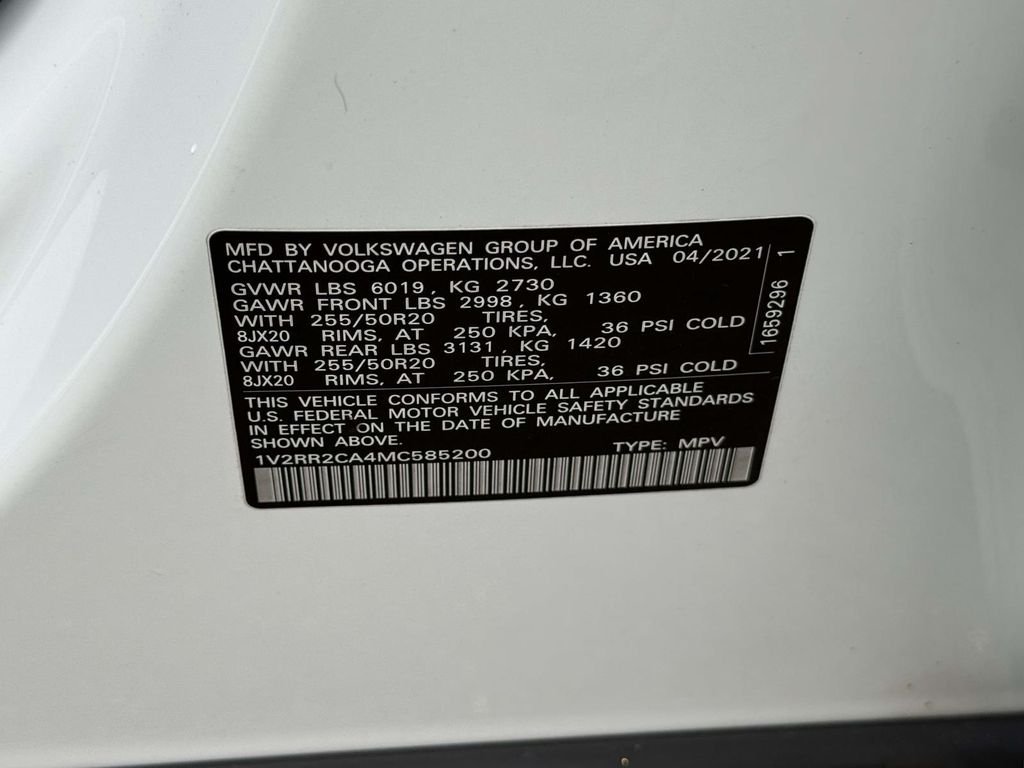 MFD BY VOLKSWAGEN GROUP OF AMERICA
CHATTANOOGA OPERATIONS, LLC. USA 04/2021
GVWR LBS 6019, KG 2730
GAWR FRONT LBS 2998, KG 1360
WITH 255/50R20 TIRES,
8JX20 RIMS, AT 250 KPA, 36 PSI COLD
GAWR REAR LBS 3131, KG 1420
WITH 255/50R20 TIRES,
8JX20 RIMS, AT 250 KPA, 36 PSI COLD
THIS VEHICLE CONFORMS TO ALL APPLICABLE
U.S. FEDERAL MOTOR VEHICLE SAFETY STANDARDS
IN EFFECT ON THE DATE OF MANUFACTURE
SHOWN ABOVE.
1V2RR2CA4MC585200 TYPE: MPV
1659296 1